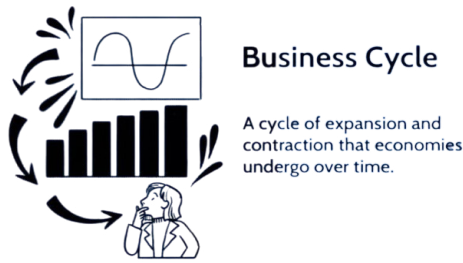 Business Cycle
A cycle of expansion and
contraction that economies
undergo over time.